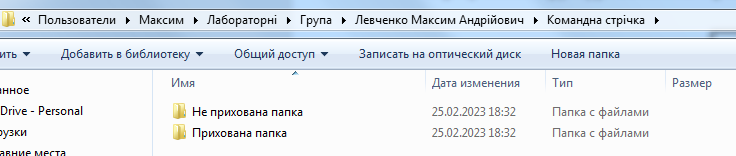 « Пользователи ▸ Максим ▸ Лабораторні ▸ Група ▸ Левченко Максим Андрійович ▸ Командна стрічка ▸
ить ▾ Добавить в библиотеку ▾ Общий доступ ▾ Записать на оптический диск Новая папка
анное Имя Дата изменения Тип Размер
Drive - Personal Не прихована папка 25.02.2023 18:32 Папка с файлами
рузки Прихована папка 25.02.2023 18:32 Папка с файлами
авние места